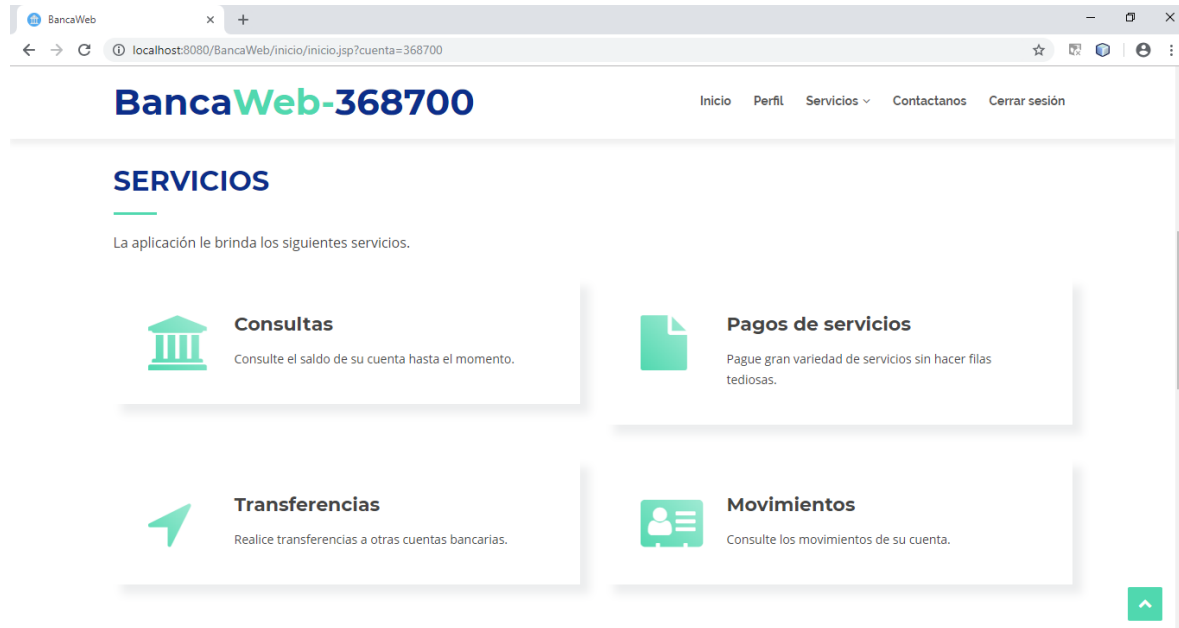 BancaWeb
localhost:8080/BancaWeb/inicio/inicio.jsp?cuenta=368700
BancaWeb-368700
Inicio Perfil Servicios Contactanos Cerrar sesión
SERVICIOS
La aplicación le brinda los siguientes servicios.
Consultas
Consulte el saldo de su cuenta hasta el momento.
Pagos de servicios
Pague gran variedad de servicios sin hacer filas
tediosas.
Transferencias
Realice transferencias a otras cuentas bancarias.
Movimientos
Consulte los movimientos de su cuenta.